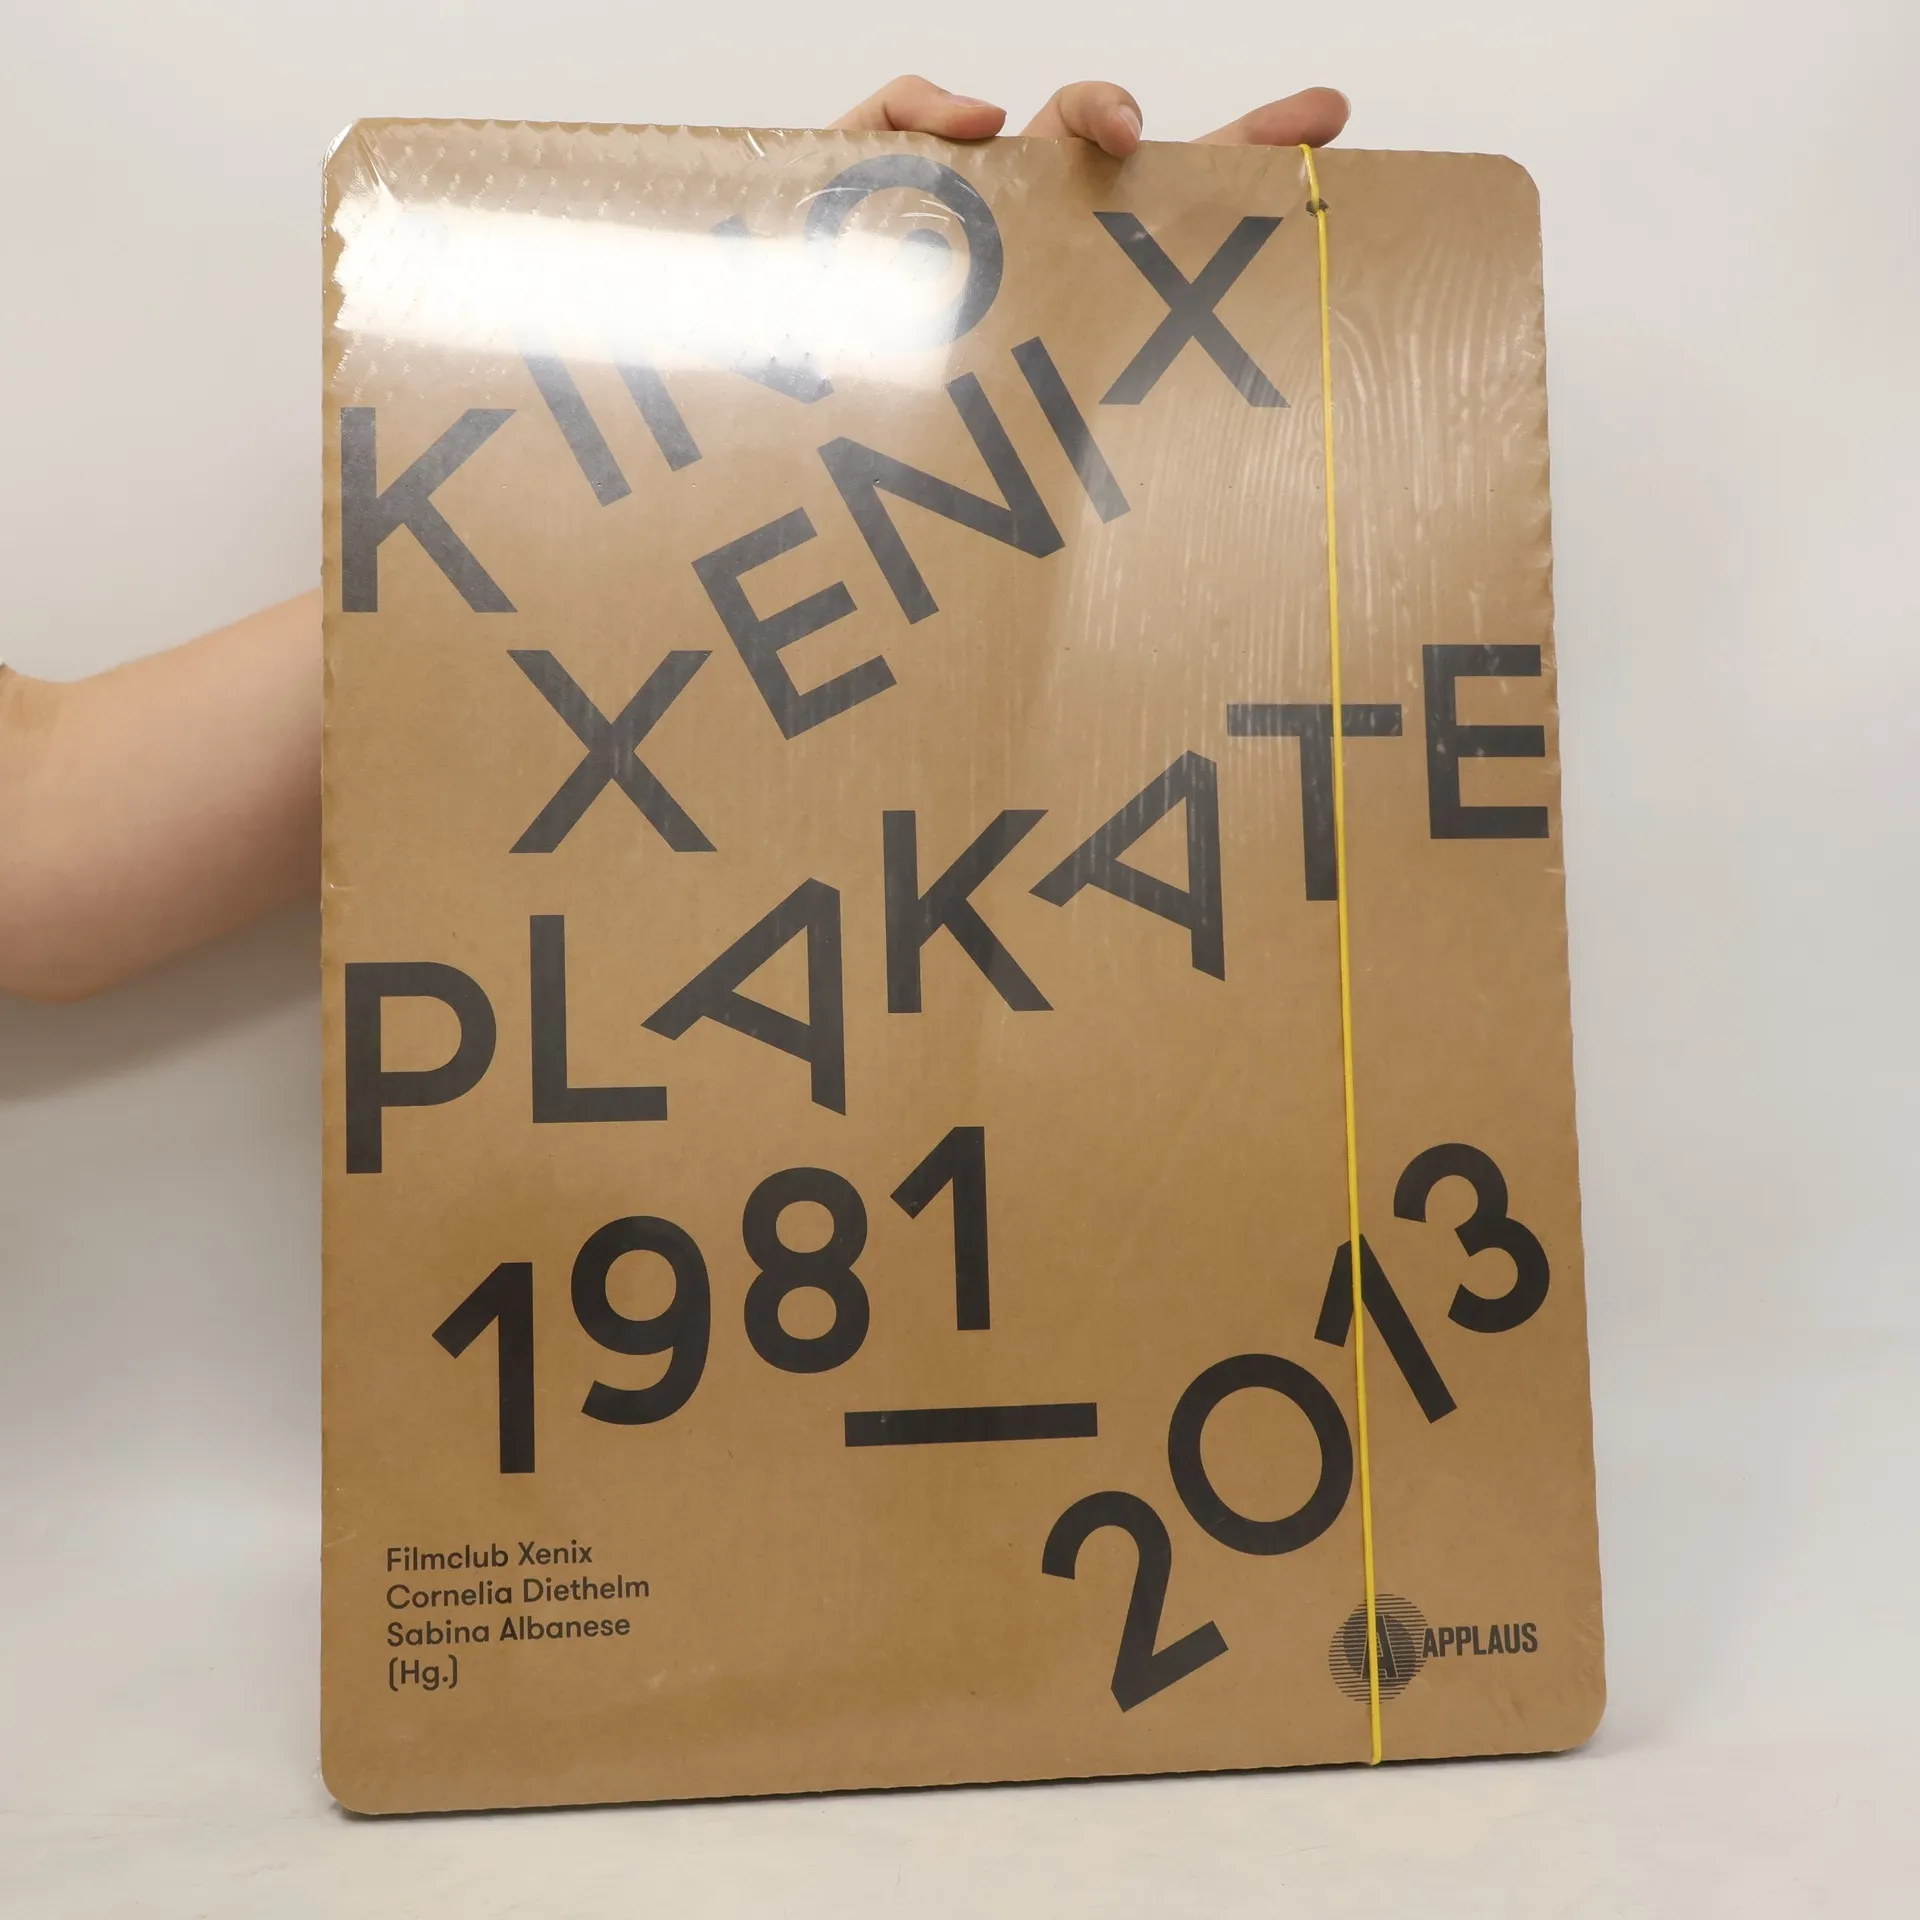 KINO
XENIX
X
PLAKATE
1981
—
2013
Filmclub Xenix
Cornelia Diethelm
Sabina Albanese
(Hg.)
A APPLAUS